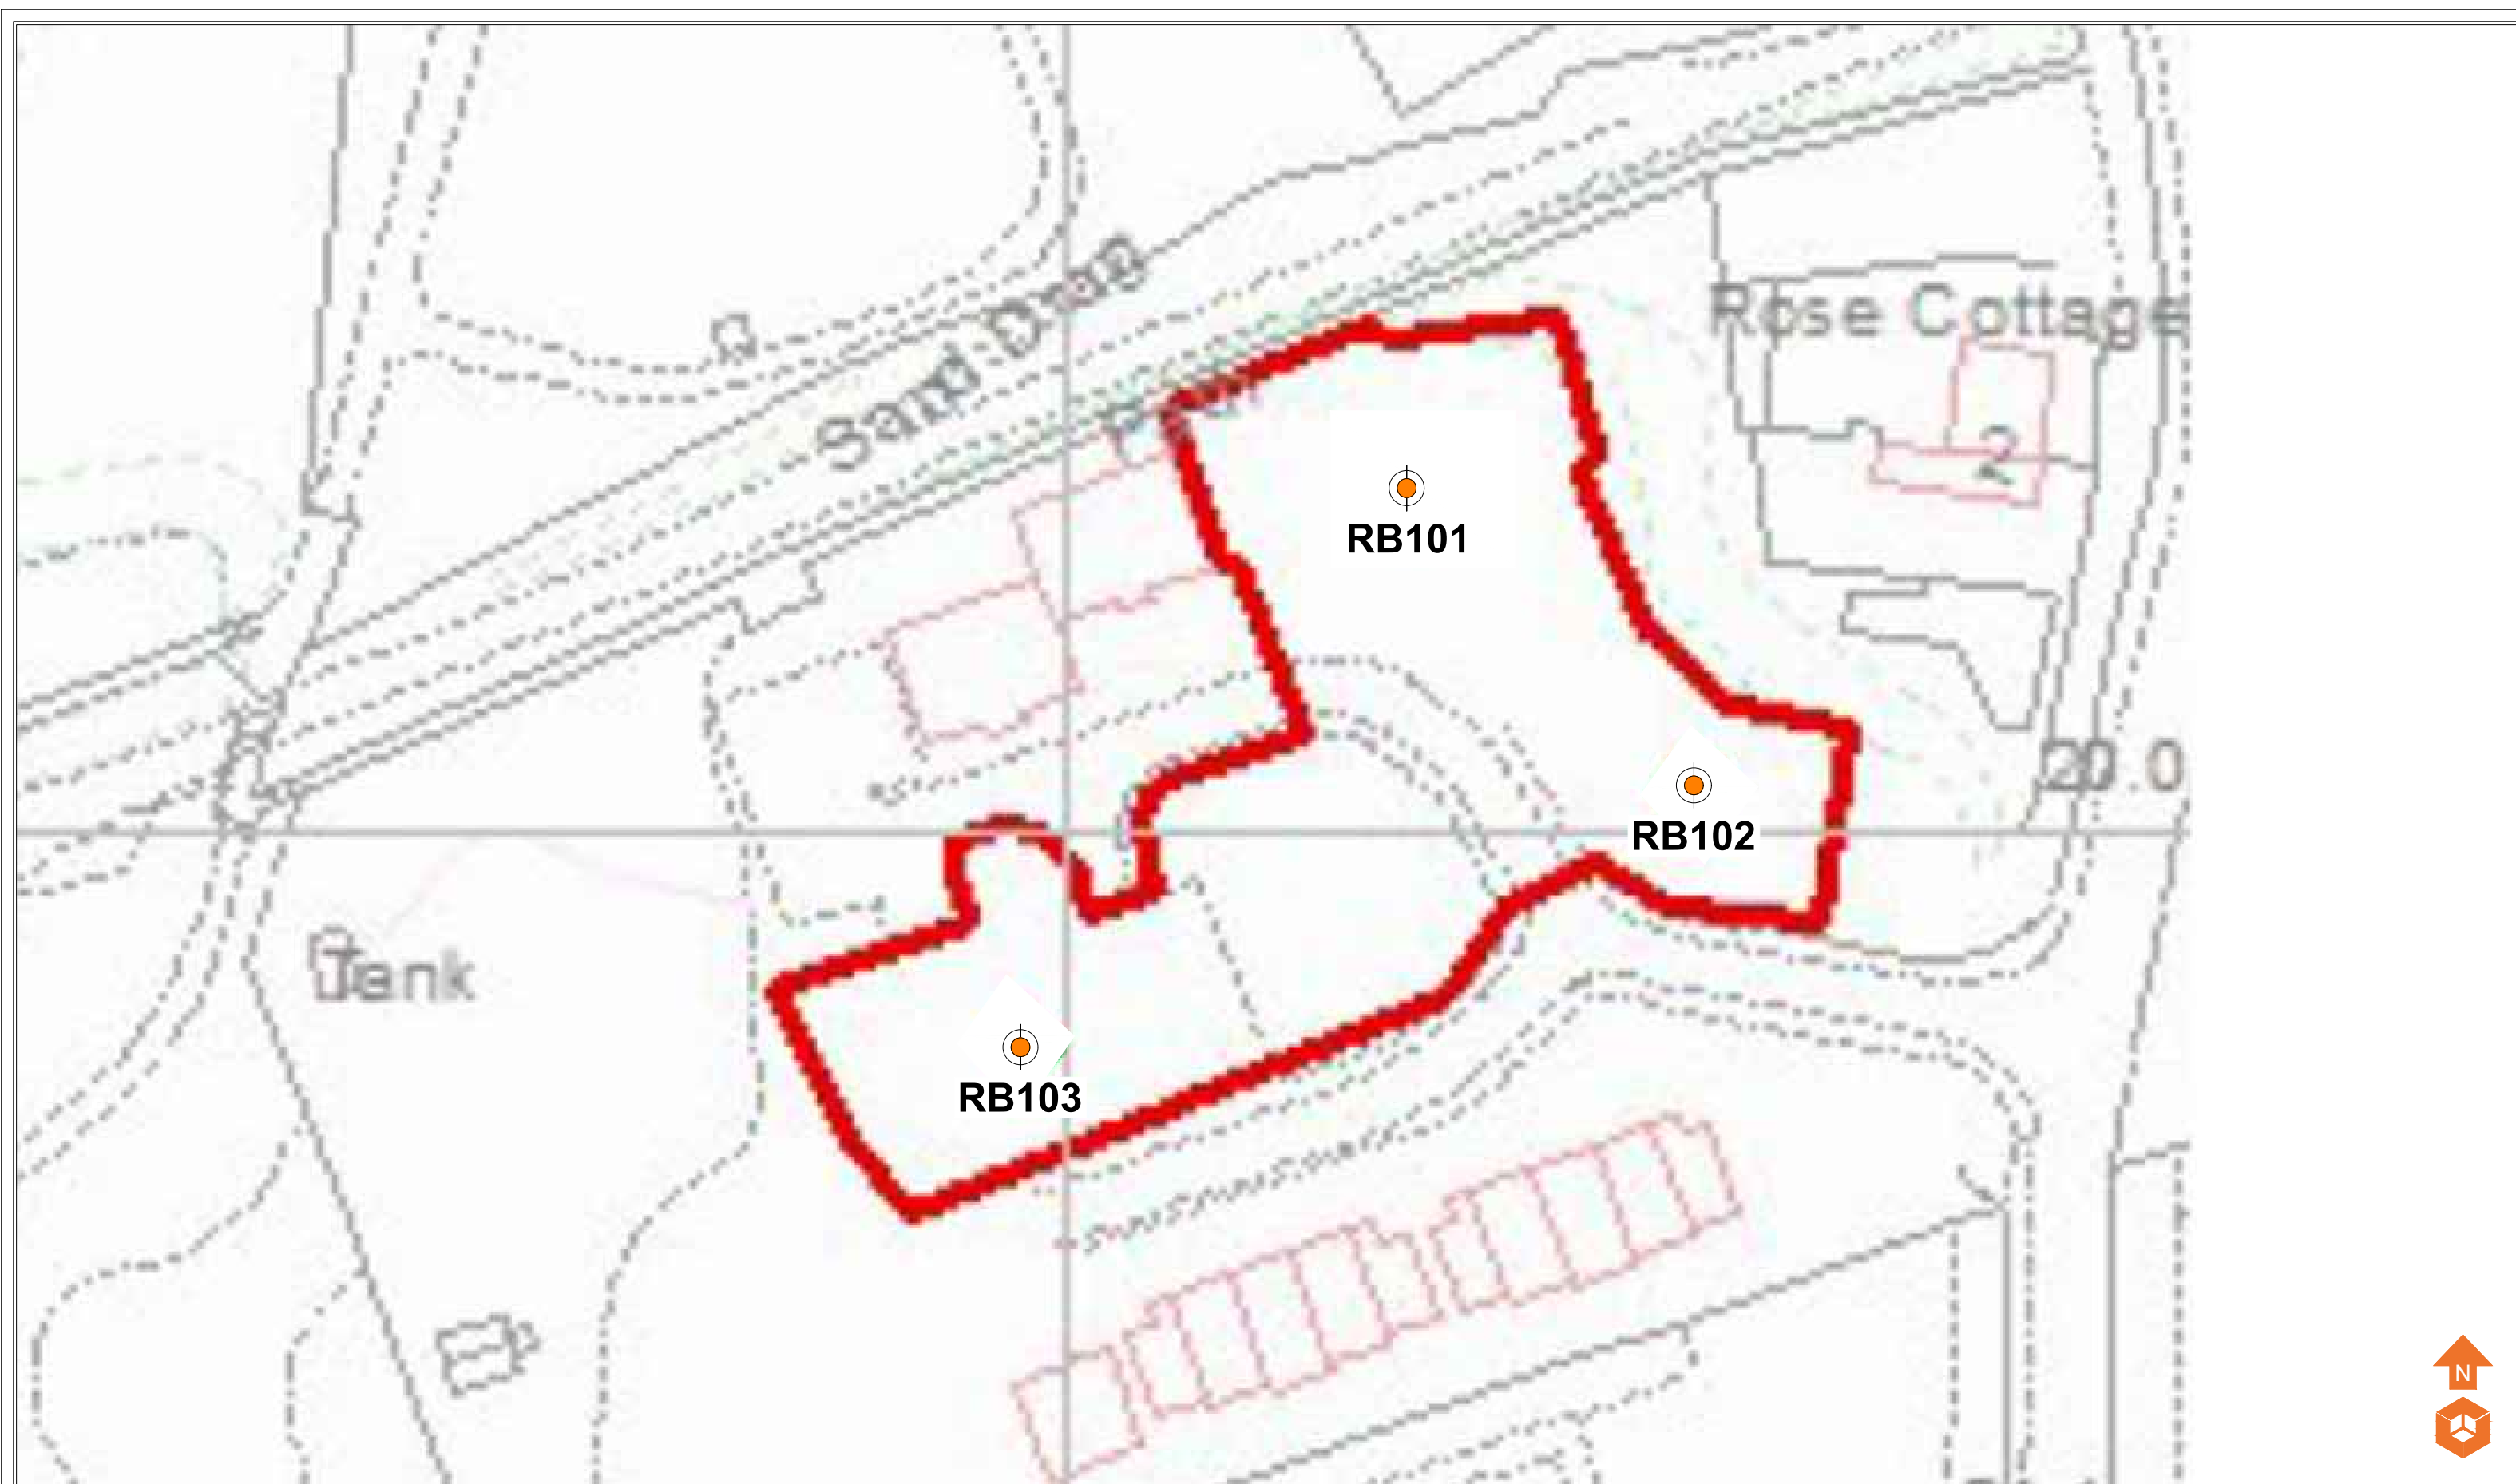 Sand Drag
Rose Cottage
2
RB101
20.0
RB102
Tank
RB103
N